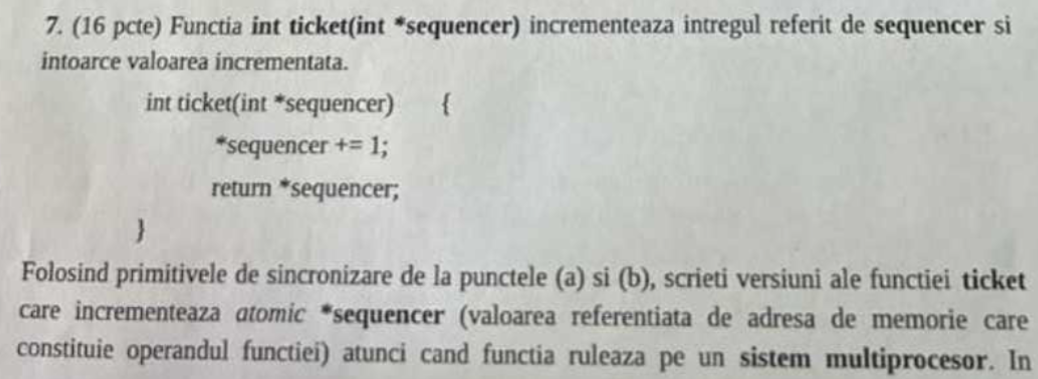 7. (16 pcte) Functia int ticket(int *sequencer) incrementeaza intregul referit de sequencer si
intoarce valoarea incrementata.
int ticket(int *sequencer) {
*sequencer += 1;
return *sequencer;
}
Folosind primitivele de sincronizare de la punctele (a) si (b), scrieti versiuni ale functiei ticket
care incrementeaza atomic *sequencer (valoarea referentiata de adresa de memorie care
constituie operandul functiei) atunci cand functia ruleaza pe un sistem multiprocesor. In